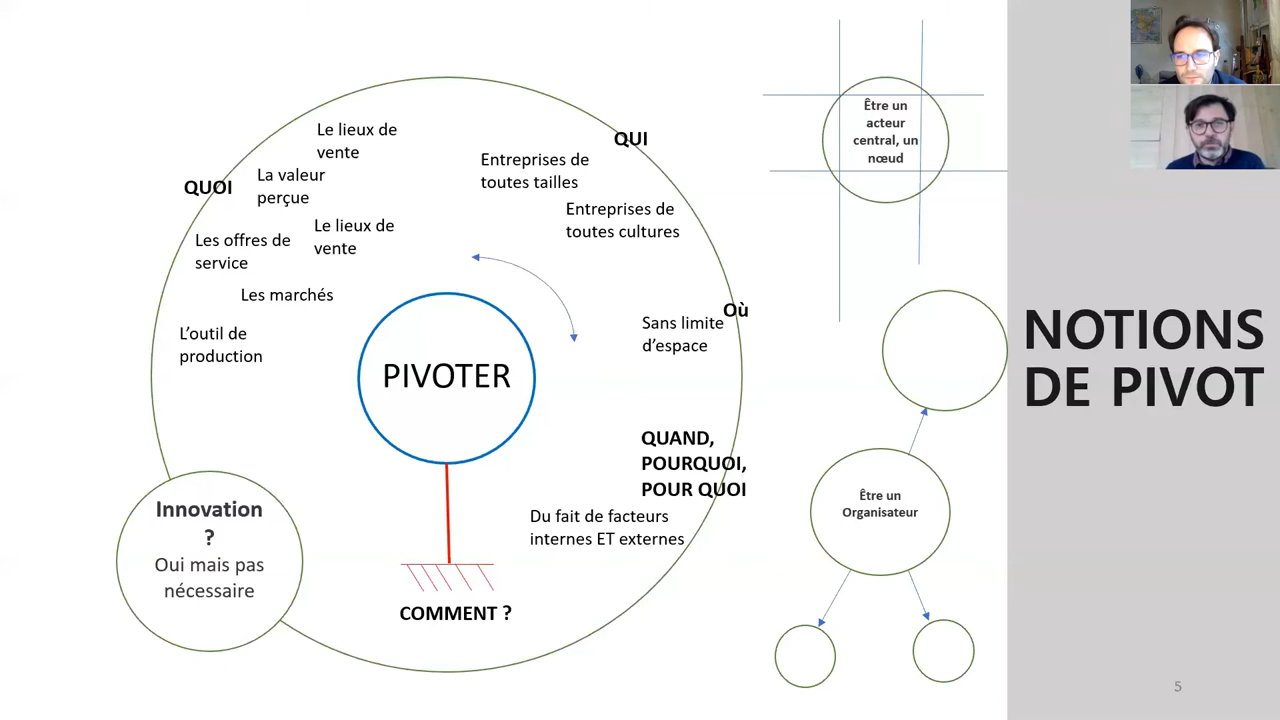 Le lieux de
vente
QUOI
La valeur
perçue
Le lieux de
vente
Les offres de
service
Les marchés
L’outil de
production
QUI
Entreprises de
toutes tailles
Entreprises de
toutes cultures
Où
Sans limite
d’espace
PIVOTER
QUAND,
POURQUOI,
POUR QUOI
Du fait de facteurs
internes ET externes
COMMENT ?
Innovation
?
Oui mais pas
nécessaire
Être un
acteur
central, un
nœud
Être un
Organisateur
NOTIONS
DE PIVOT
5